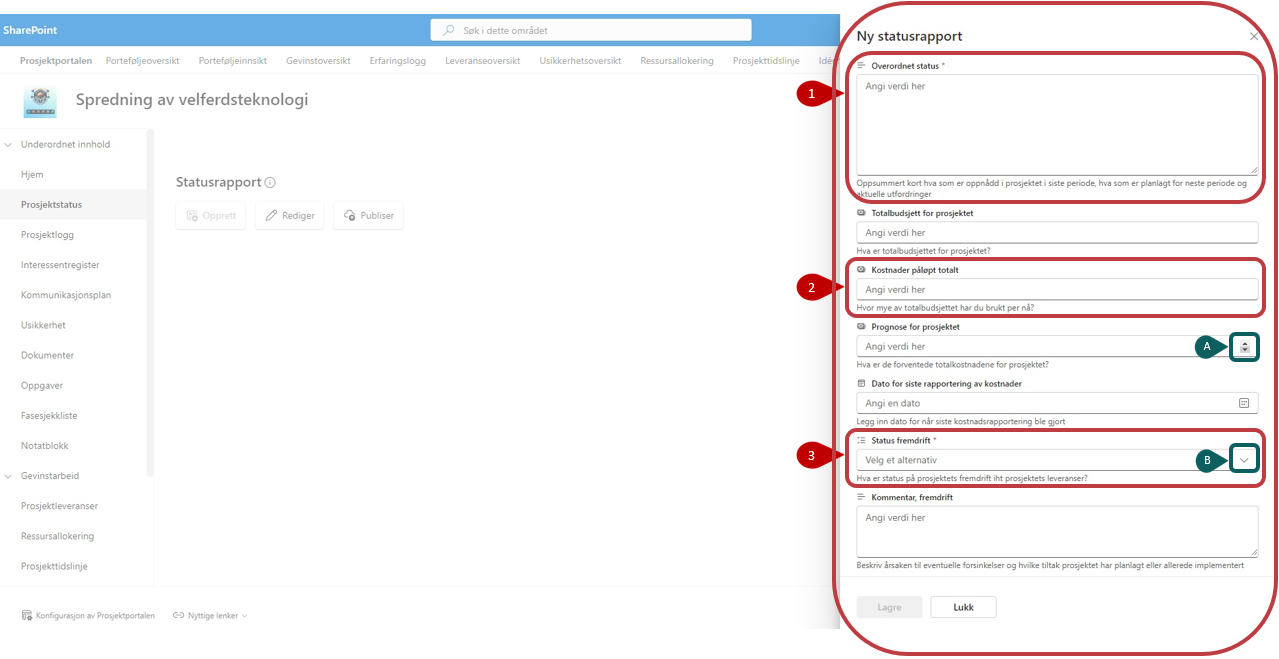 SharePoint
Søk i dette området
Prosjektportalen Porteføljeoversikt Porteføljeinnsikt Gevinstoversikt Erfaringslogg Leveranseoversikt Usikkerhetsoversikt Ressursallokering Prosjekttidslinje
Spredning av velferdsteknologi
Underordnet innhold
Hjem
Prosjektstatus
Prosjektlogg
Interessentregister
Kommunikasjonsplan
Usikkerhet
Dokumenter
Oppgaver
Fasesjekkliste
Notatblokk
Gevinstarbeid
Prosjektleveranser
Ressursallokering
Prosjekttidslinje
Statusrapport
Opprett Rediger Publiser
Konfigurasjon av Prosjektportalen Nyttige lenker
Ny statusrapport
1
Overordnet status *
Angi verdi her
Oppsummert kort hva som er oppnådd i prosjektet i siste periode, hva som er planlagt for neste periode og
aktuelle utfordringer
Totalbudsjett for prosjektet
Angi verdi her
Hva er totalbudsjettet for prosjektet?
2
Kostnader påløpt totalt
Angi verdi her
Hvor mye av totalbudsjettet har du brukt per nå?
Prognose for prosjektet
Angi verdi her
A
Hva er de forventede totalkostnadene for prosjektet?
Dato for siste rapportering av kostnader
Angi en dato
Legg inn dato for når siste kostnadsrapportering ble gjort
3
Status fremdrift *
Velg et alternativ
B
Hva er status på prosjektets fremdrift iht prosjektets leveranser?
Kommentar, fremdrift
Angi verdi her
Beskriv årsaken til eventuelle forsinkelser og hvilke tiltak prosjektet har planlagt eller allerede implementert
Lagre Lukk